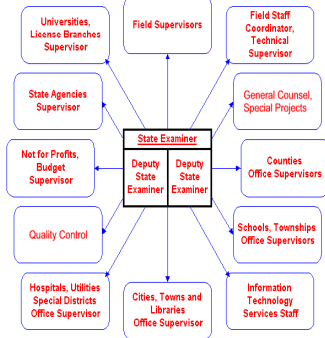 Universities,
License Branches
Supervisor
Field Supervisors
Field Staff
Coordinator,
Technical
Supervisor
State Agencies
Supervisor
General Counsel,
Special Projects
State Examiner
Deputy
State
Examiner
Deputy
State
Examiner
Not for Profits,
Budget
Supervisor
Counties
Office Supervisors
Quality Control
Schools, Townships
Office Supervisors
Hospitals, Utilities
Special Districts
Office Supervisor
Cities, Towns and
Libraries
Office Supervisor
Information
Technology
Services Staff